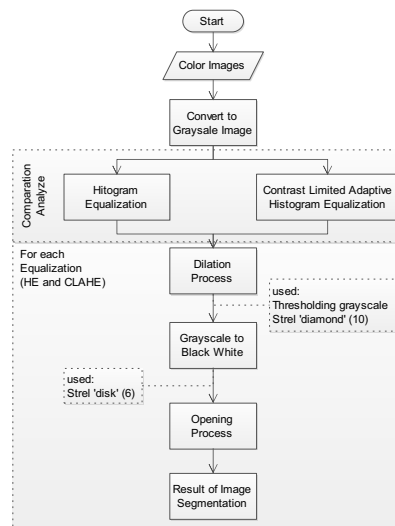 Start
Color Images
Convert to
Graysale Image
Comparation
Analyze
Hitogram
Equalization
Contrast Limited Adaptive
Histogram Equalization
For each
Equalization
(HE and CLAHE)
Dilation
Process
used:
Thresholding grayscale
Strel 'diamond' (10)
Grayscale to
Black White
used:
Strel 'disk' (6)
Opening
Process
Result of Image
Segmentation